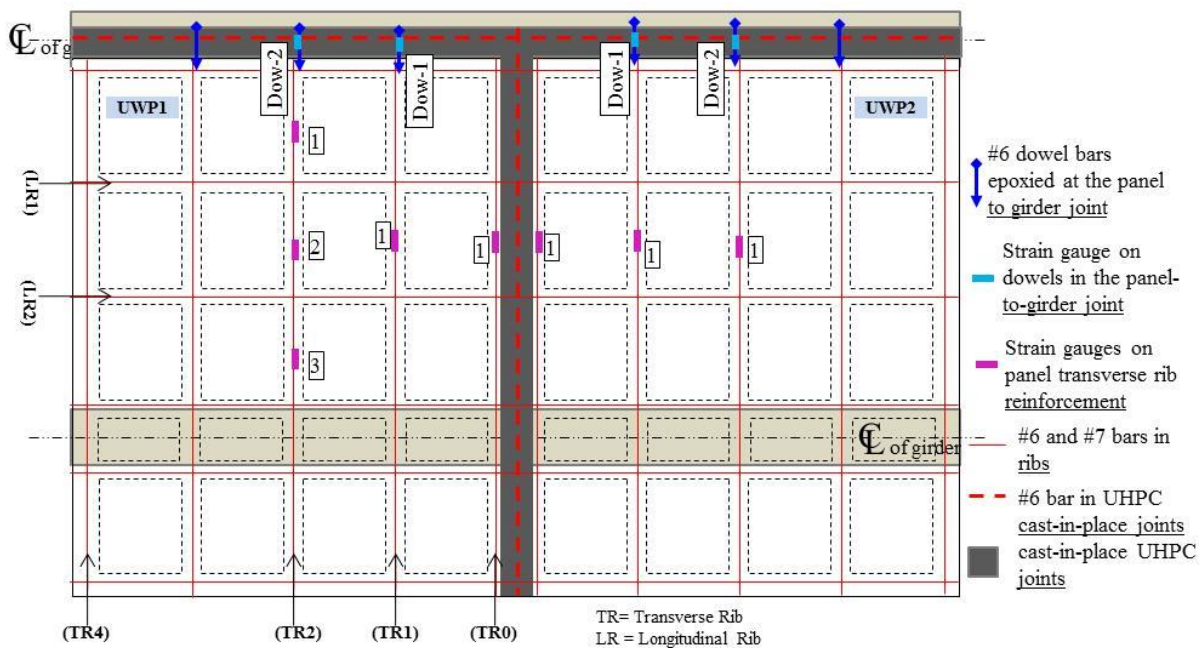 ℄ of gi
Dow-2
Dow-1
Dow-1
Dow-2
UWP1
UWP2
1
(LR1)
1
2
1
1
1
1
(LR2)
3
℄ of girder
(TR4)
(TR2)
(TR1)
(TR0)
TR= Transverse Rib
LR = Longitudinal Rib
#6 dowel bars
epoxied at the panel
to girder joint
Strain gauge on
dowels in the panel-
to-girder joint
Strain gauges on
panel transverse rib
reinforcement
#6 and #7 bars in
ribs
#6 bar in UHPC
cast-in-place joints
cast-in-place UHPC
joints